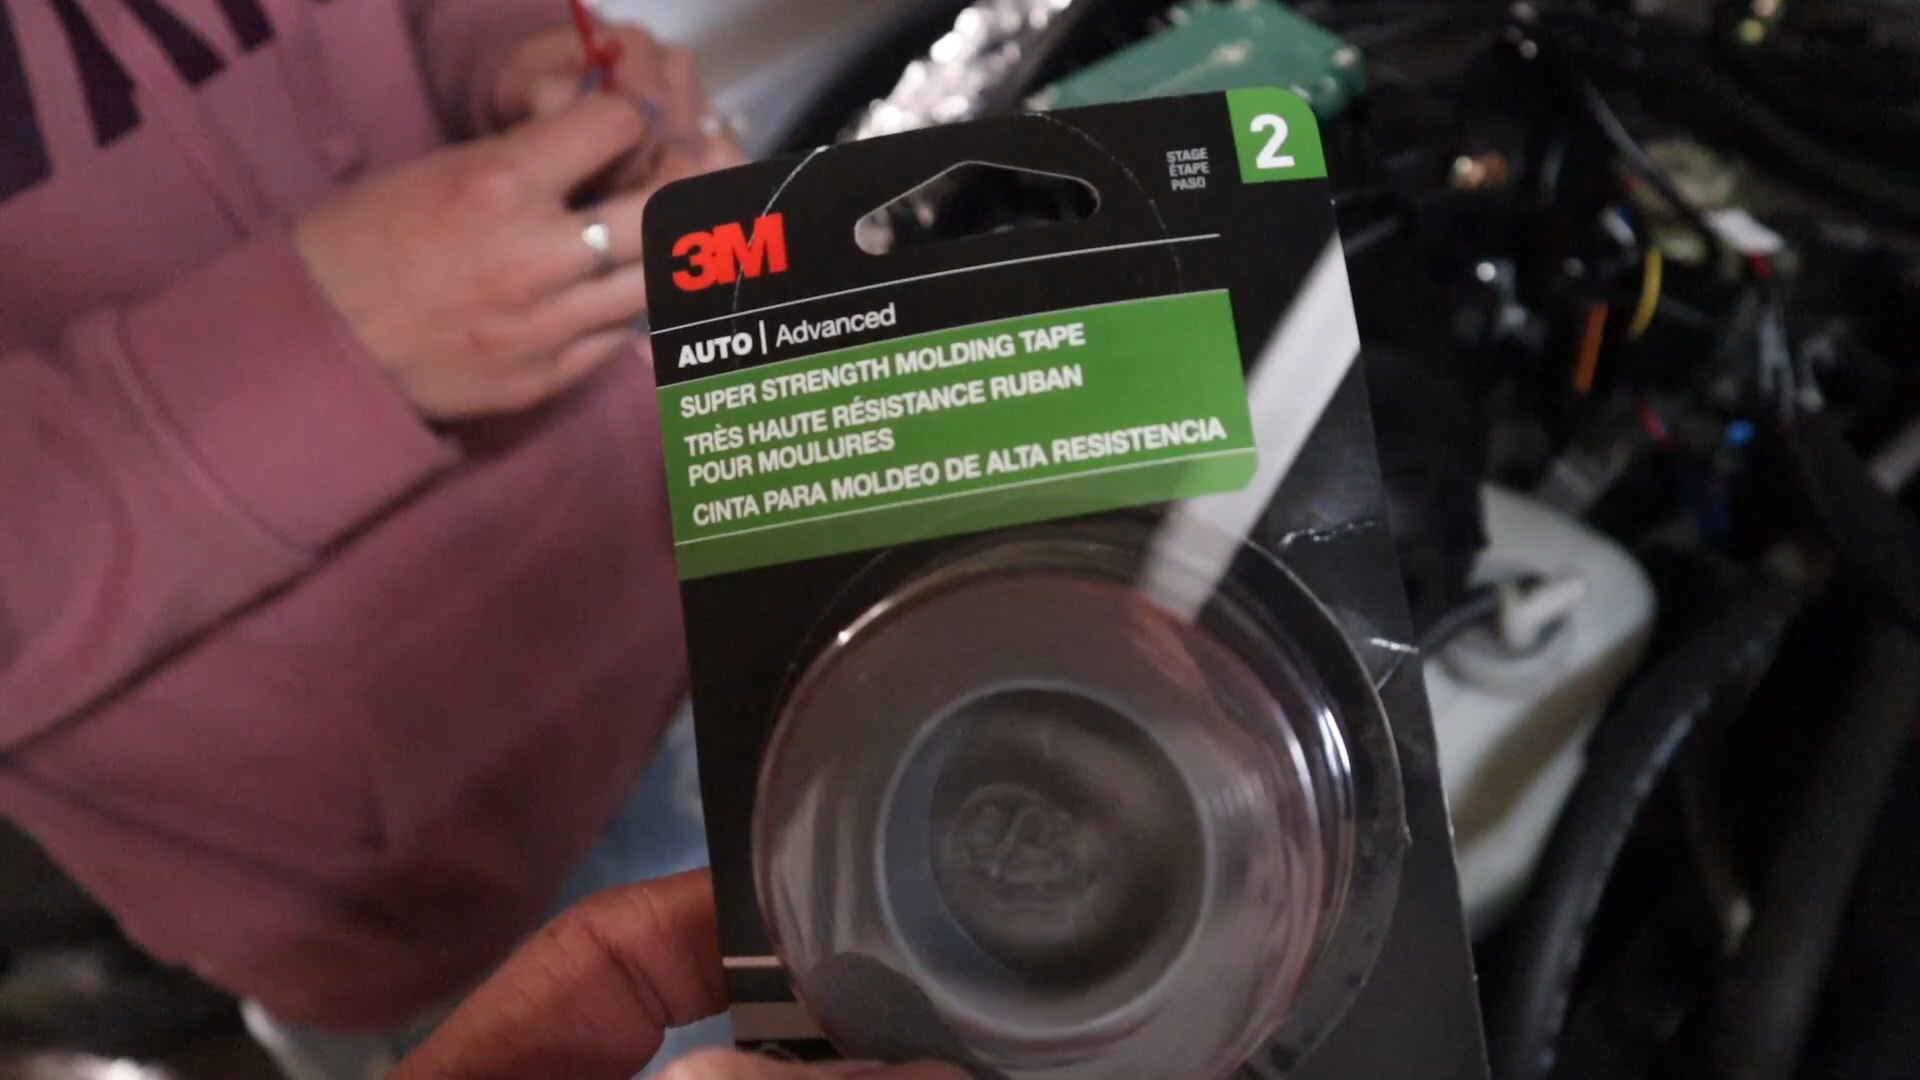 2
STAGE
ÉTAPE
PASO
3M
AUTO | Advanced
SUPER STRENGTH MOLDING TAPE
TRÈS HAUTE RÉSISTANCE RUBAN
POUR MOULURES
CINTA PARA MOLDEO DE ALTA RESISTENCIA